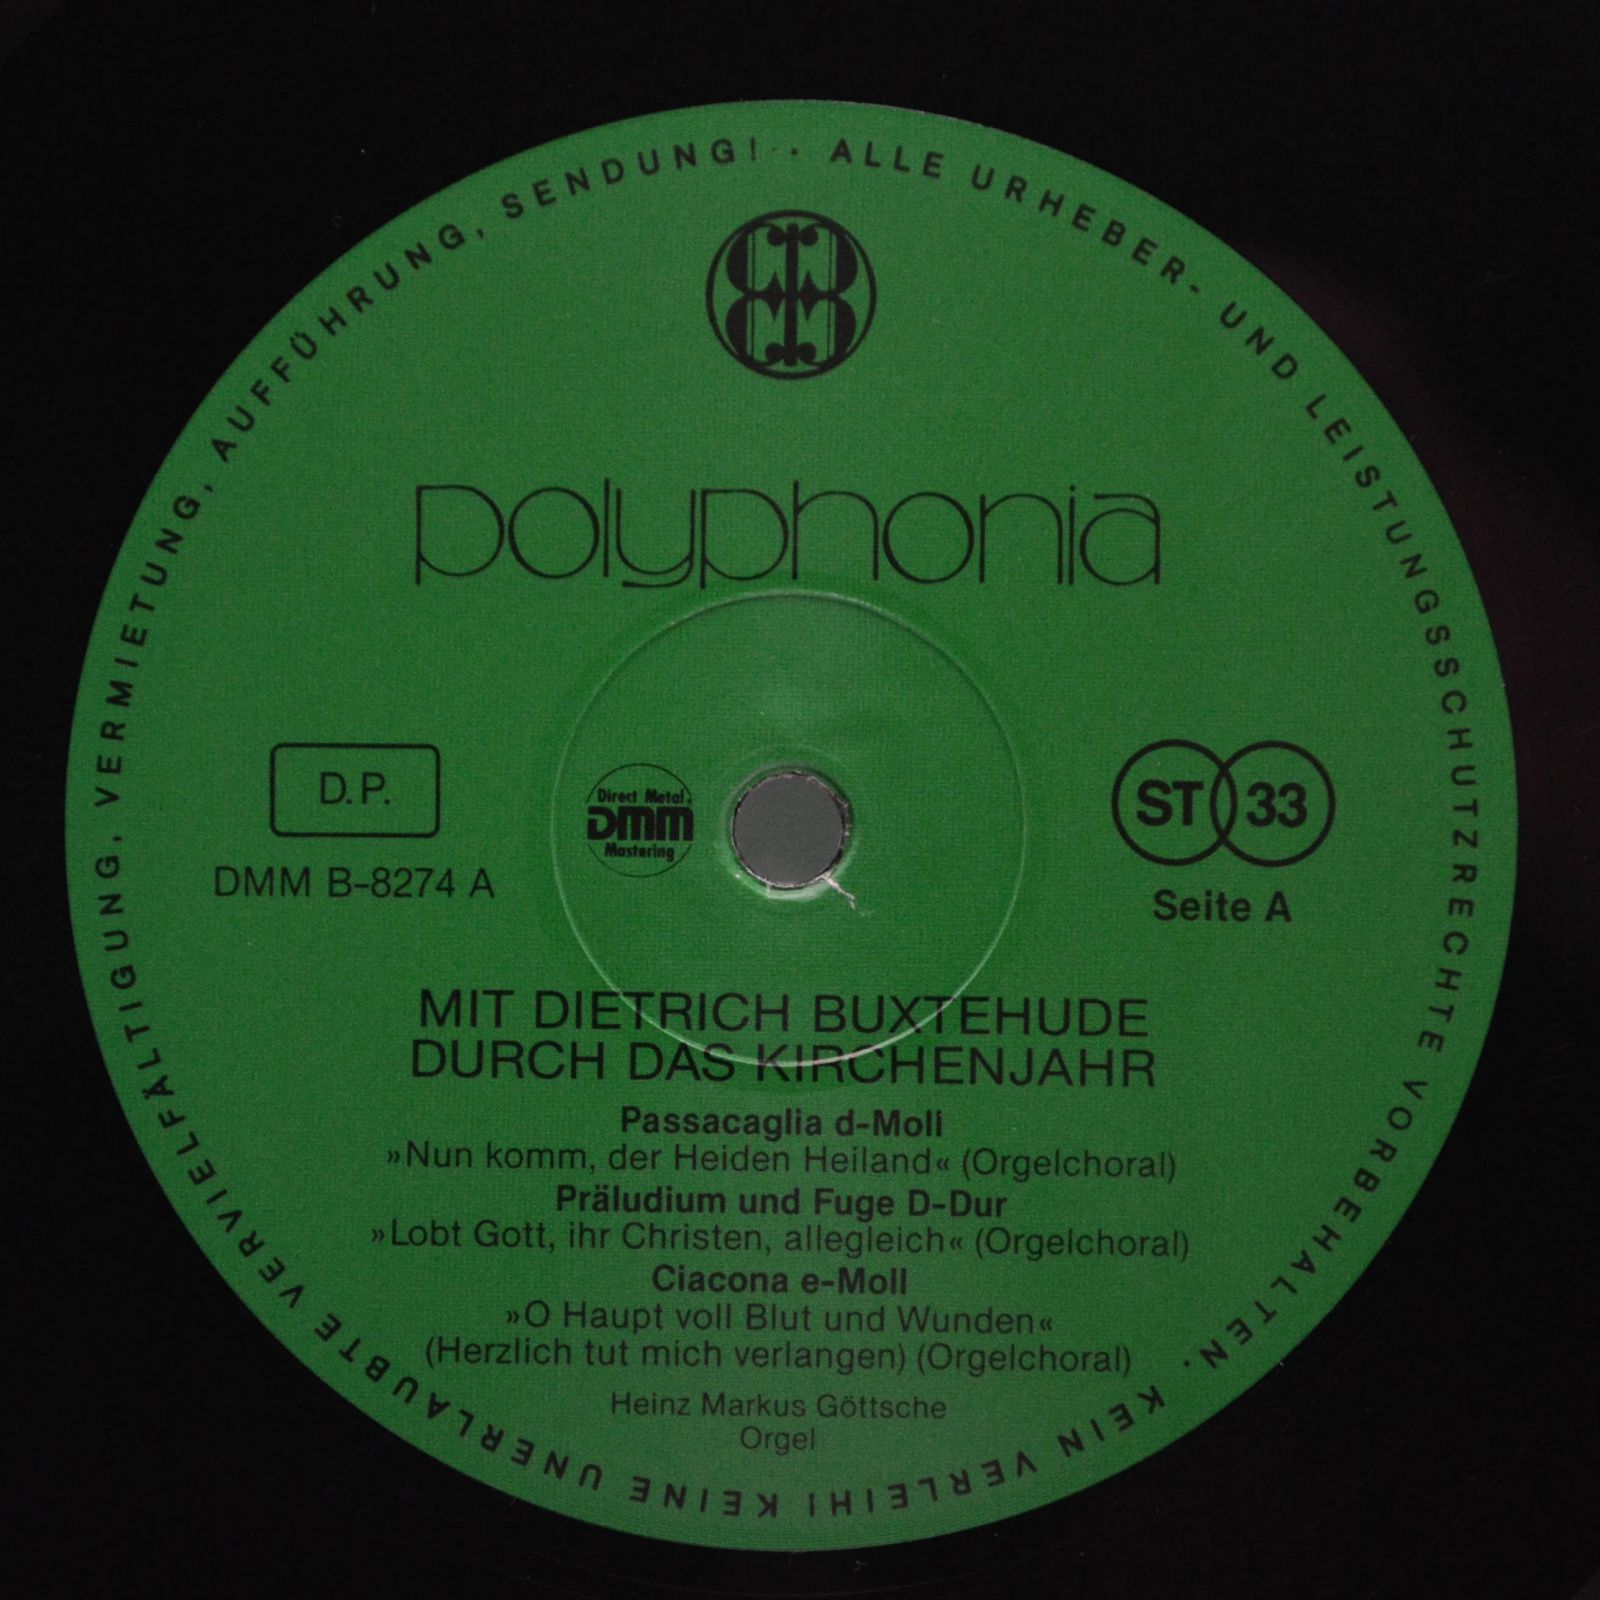 ALLE URHEBER- UND LEISTUNGSSCHUTZRECHTE VORBEHALTEN. KEIN VERLEIH! KEINE UNERLAUBTE VERVIELFÄLTIGUNG, VERMIETUNG, AUFFÜHRUNG, SENDUNG! ·
polyphonia
D.P.
DMM B-8274 A
Direct Metal
DMM
Mastering
ST 33
Seite A
MIT DIETRICH BUXTEHUDE
DURCH DAS KIRCHENJAHR
Passacaglia d-Moll
»Nun komm, der Heiden Heiland« (Orgelchoral)
Präludium und Fuge D-Dur
»Lobt Gott, ihr Christen, allegleich« (Orgelchoral)
Ciacona e-Moll
»O Haupt voll Blut und Wunden«
(Herzlich tut mich verlangen) (Orgelchoral)
Heinz Markus Göttsche
Orgel